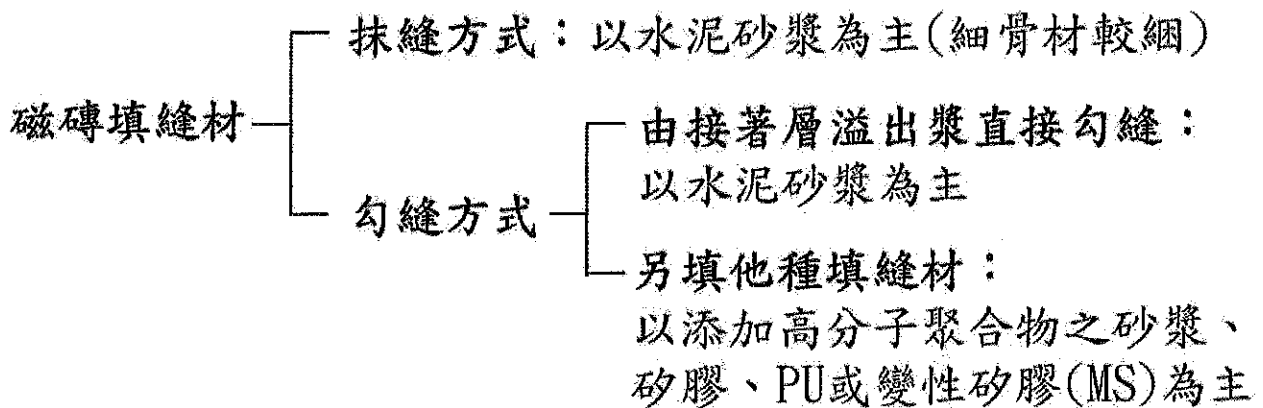 抹縫方式：以水泥砂漿為主(細骨材較綑)
磁磚填縫材
由接著層溢出漿直接勾縫：
以水泥砂漿為主
勾縫方式
另填他種填縫材：
以添加高分子聚合物之砂漿、
矽膠、PU或變性矽膠(MS)為主